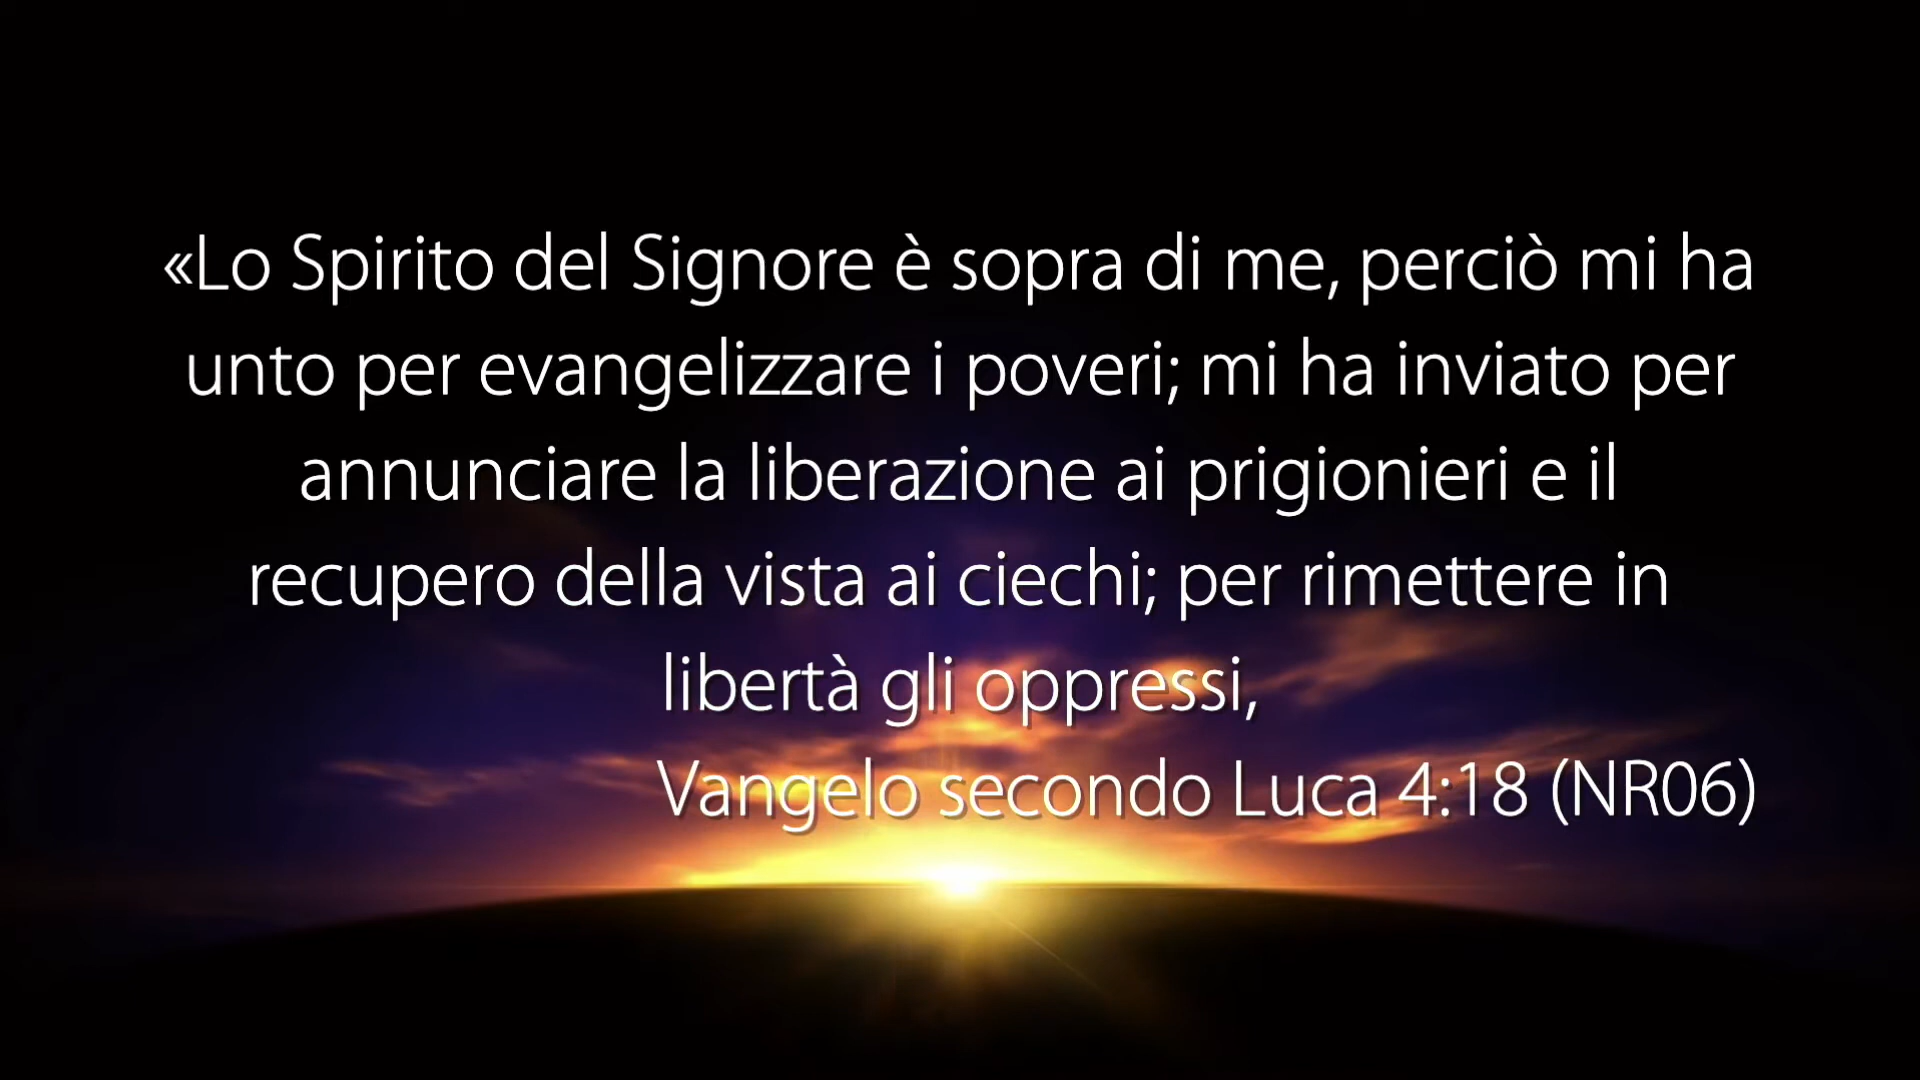 «Lo Spirito del Signore è sopra di me, perciò mi ha
unto per evangelizzare i poveri; mi ha inviato per
annunciare la liberazione ai prigionieri e il
recupero della vista ai ciechi; per rimettere in
libertà gli oppressi,
Vangelo secondo Luca 4:18 (NR06)